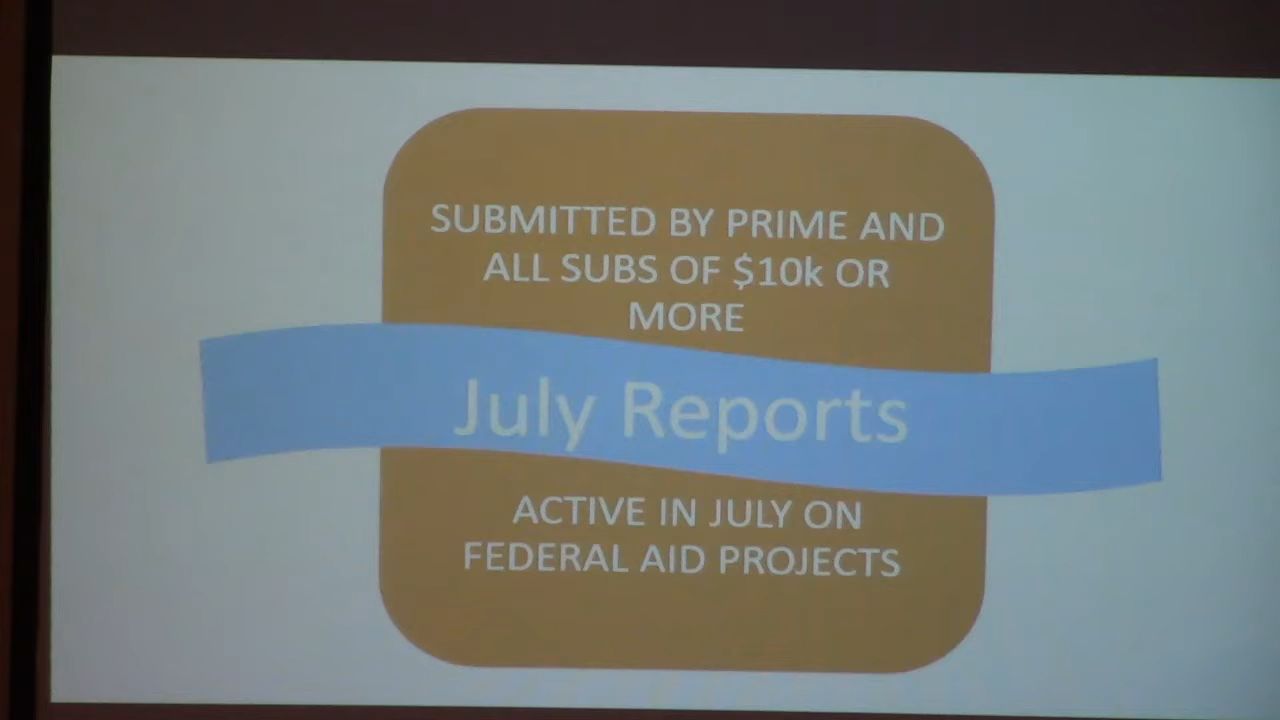 SUBMITTED BY PRIME AND
ALL SUBS OF $10k OR
MORE
July Reports
ACTIVE IN JULY ON
FEDERAL AID PROJECTS